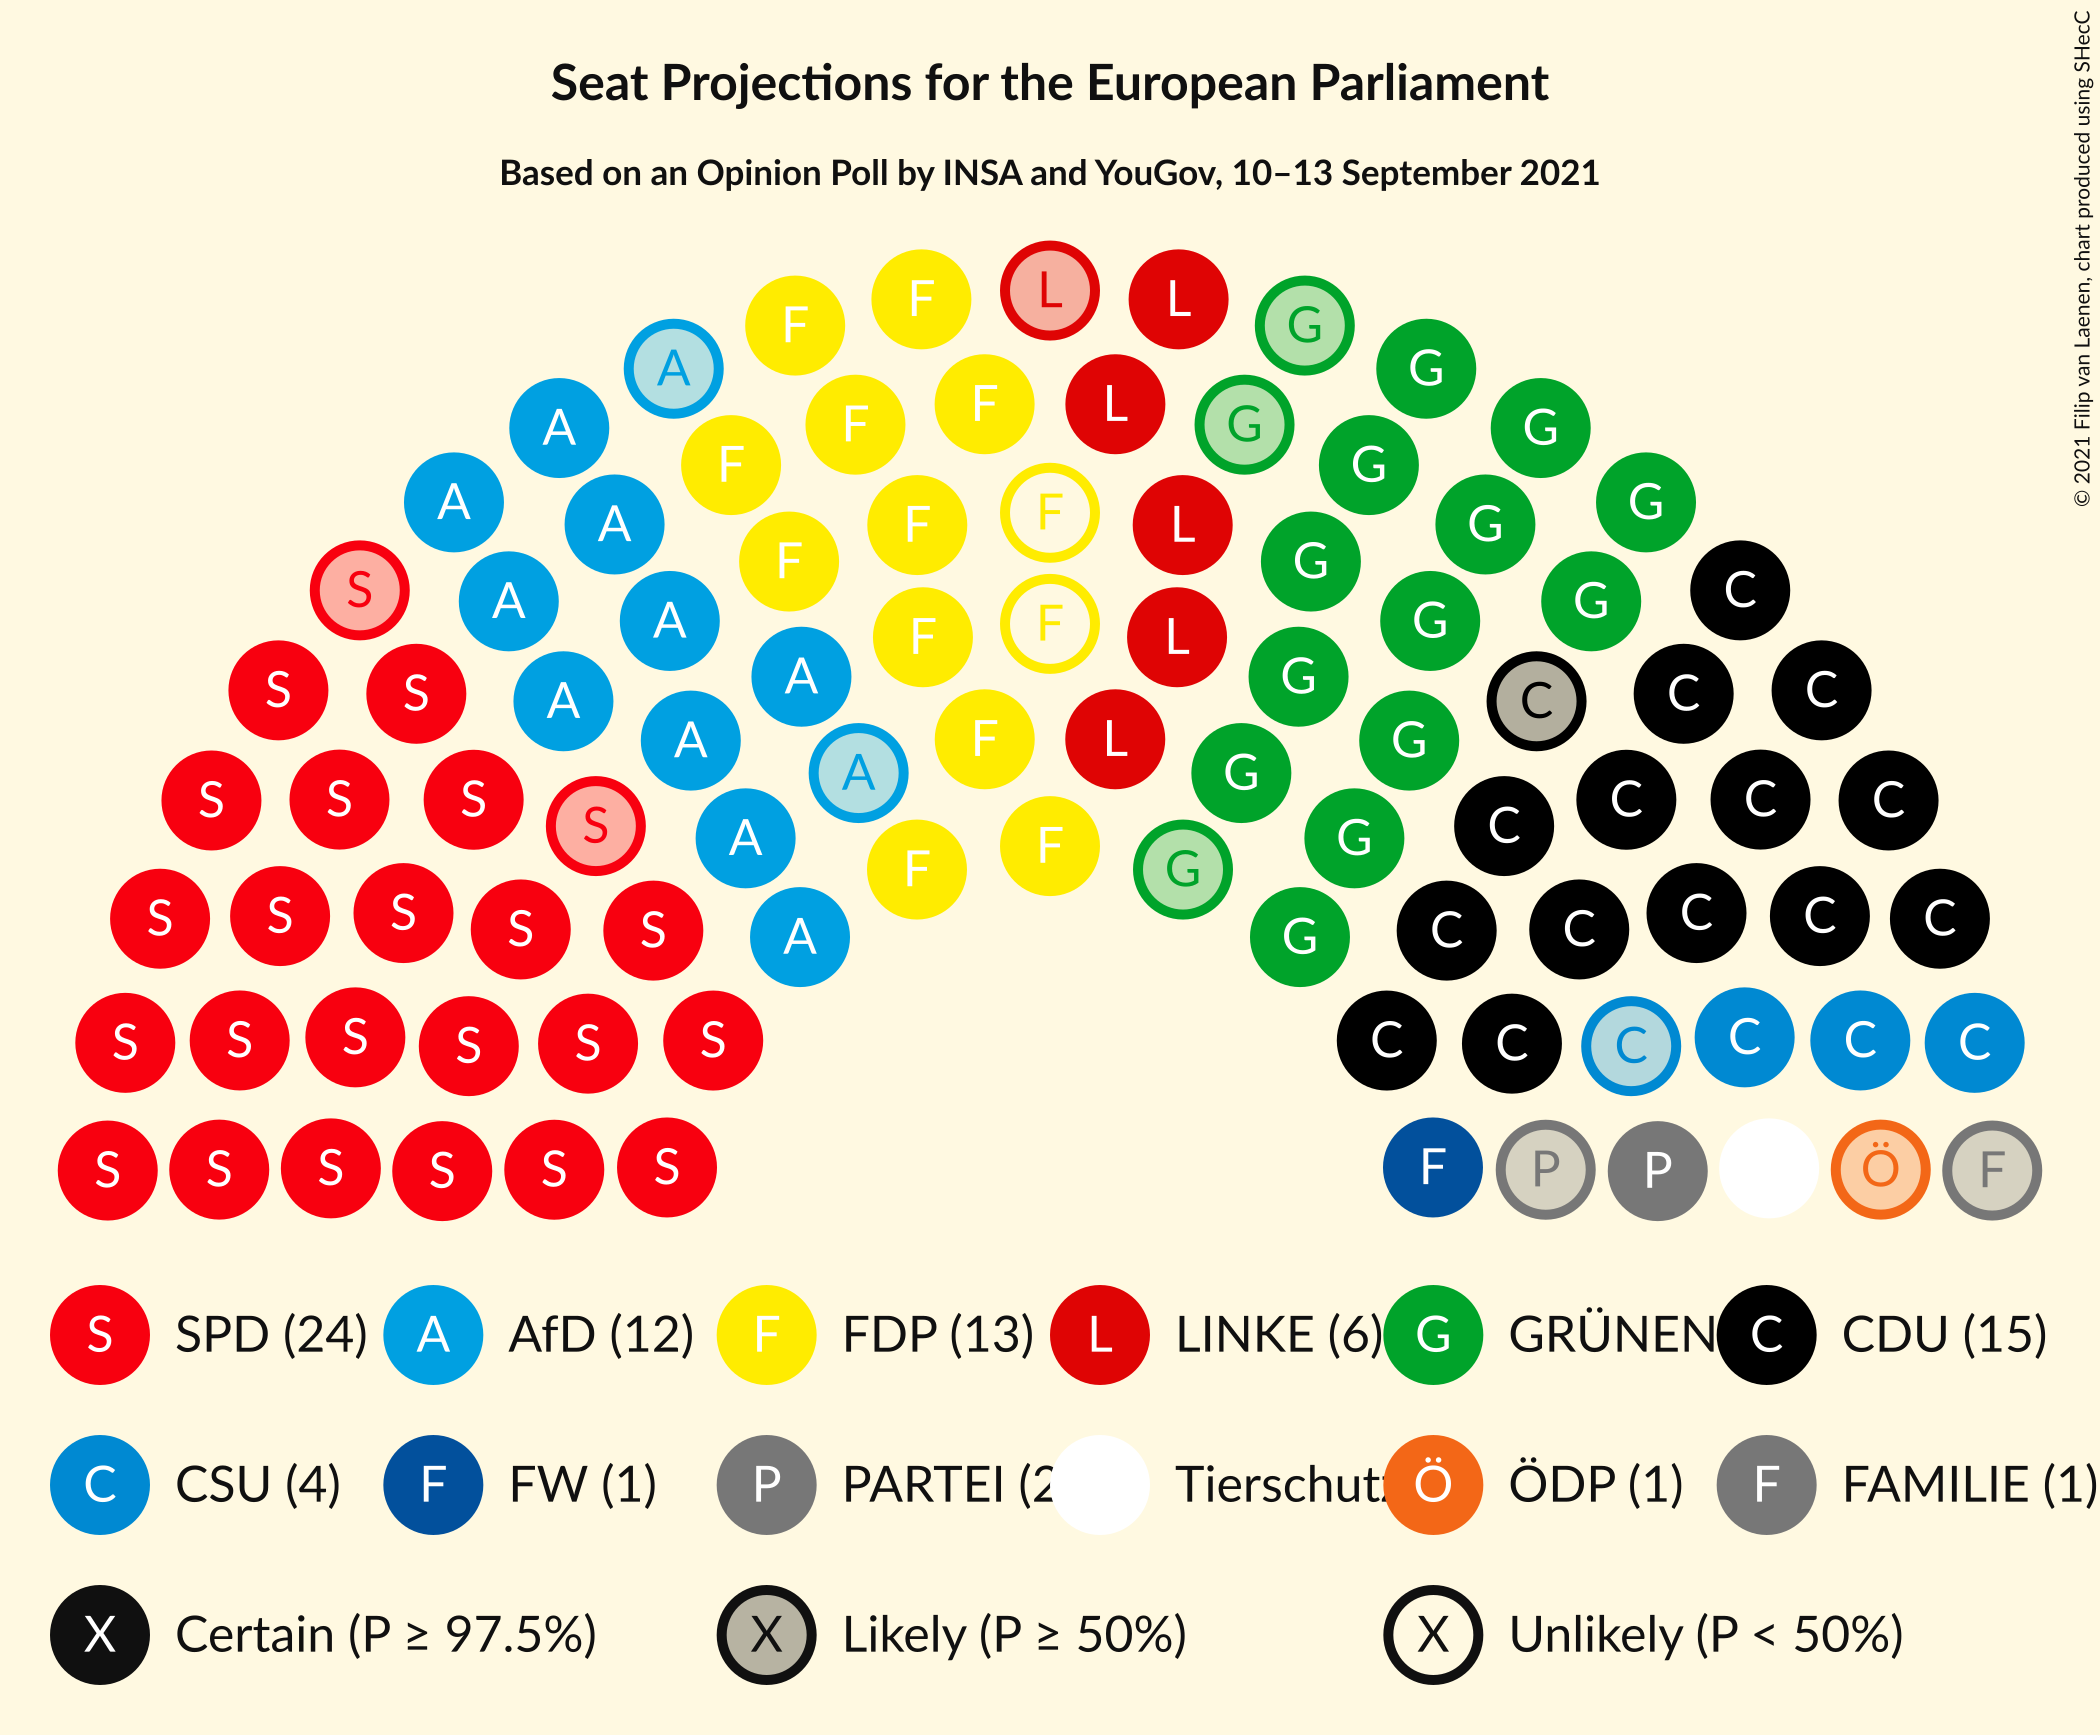 Seat Projections for the European Parliament
Based on an Opinion Poll by INSA and YouGov, 10–13 September 2021
© 2021 Filip van Laenen, chart produced using SHecC
F F L L G
A G
A F F L G G
F G
A A F F L G G
F G
S A A F F L G G C
S S A A G C C C
A F L G
S S S S A A G G C C C C
S S S S S A F F G G C C C C C
S S S S S S C C C C C C
S S S S S S F P P Ö F
S SPD (24) A AfD (12) F FDP (13) L LINKE (6) G GRÜNEN C CDU (15)
C CSU (4) F FW (1) P PARTEI (2 Tierschutz Ö ÖDP (1) F FAMILIE (1)
X Certain (P ≥ 97.5%) X Likely (P ≥ 50%) X Unlikely (P < 50%)